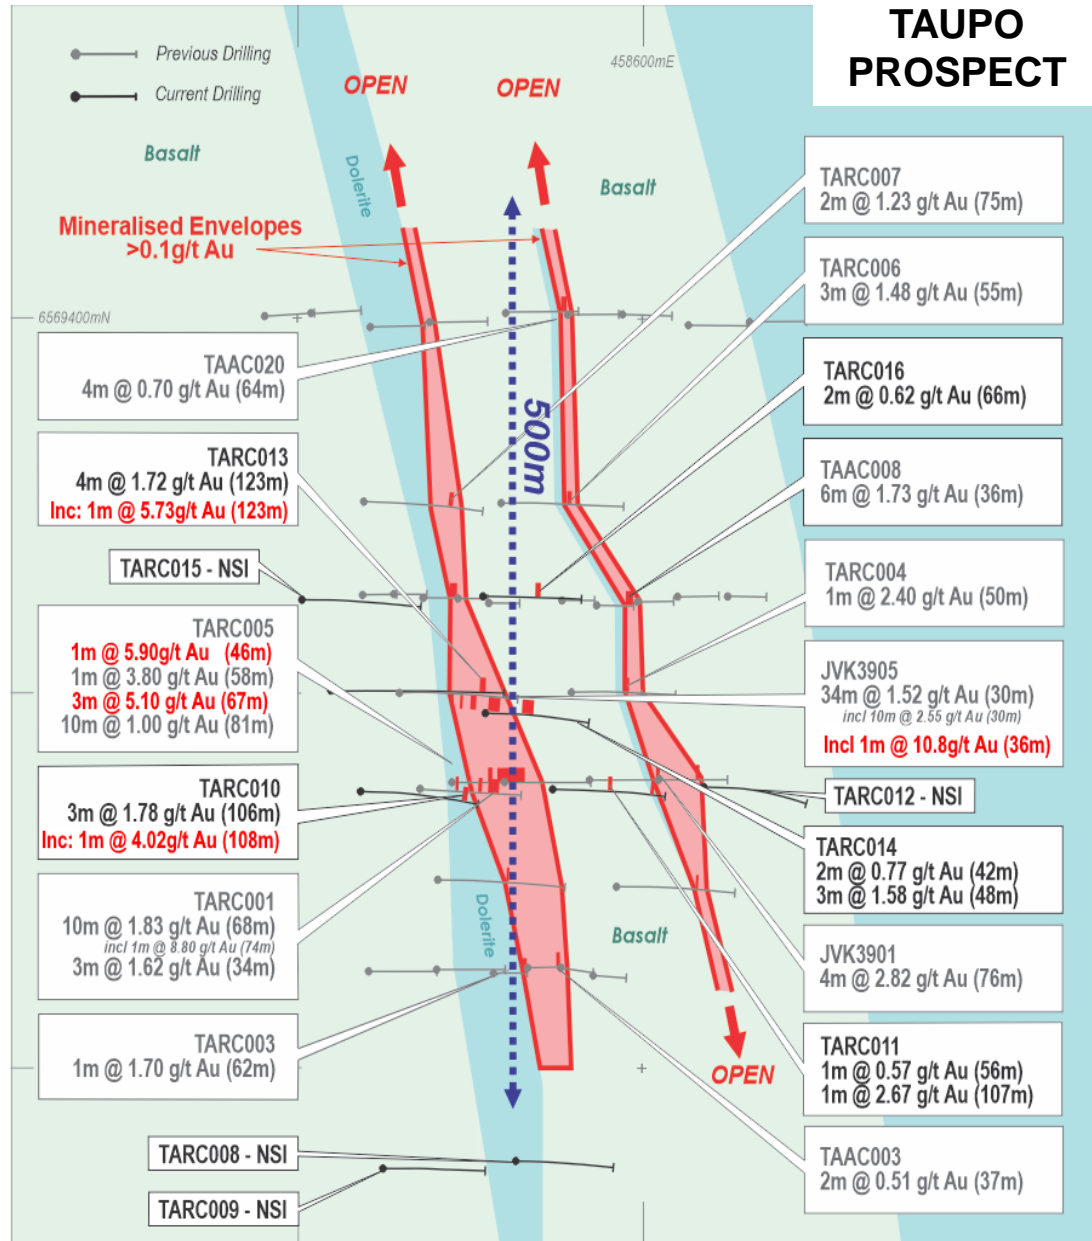 TAUPO
PROSPECT
Previous Drilling
Current Drilling
458600mE
OPEN
OPEN
Basalt
Dolerite
Basalt
Mineralised Envelopes
>0.1g/t Au
6569400mN
500m
TAAC020
4m @ 0.70 g/t Au (64m)
TARC013
4m @ 1.72 g/t Au (123m)
Inc: 1m @ 5.73g/t Au (123m)
TARC015 - NSI
TARC005
1m @ 5.90g/t Au (46m)
1m @ 3.80 g/t Au (58m)
3m @ 5.10 g/t Au (67m)
10m @ 1.00 g/t Au (81m)
TARC010
3m @ 1.78 g/t Au (106m)
Inc: 1m @ 4.02g/t Au (108m)
TARC001
10m @ 1.83 g/t Au (68m)
incl 1m @ 8.80 g/t Au (74m)
3m @ 1.62 g/t Au (34m)
TARC003
1m @ 1.70 g/t Au (62m)
TARC008 - NSI
TARC009 - NSI
Dolerite
Basalt
OPEN
TARC007
2m @ 1.23 g/t Au (75m)
TARC006
3m @ 1.48 g/t Au (55m)
TARC016
2m @ 0.62 g/t Au (66m)
TAAC008
6m @ 1.73 g/t Au (36m)
TARC004
1m @ 2.40 g/t Au (50m)
JVK3905
34m @ 1.52 g/t Au (30m)
incl 10m @ 2.55 g/t Au (30m)
Incl 1m @ 10.8g/t Au (36m)
TARC012 - NSI
TARC014
2m @ 0.77 g/t Au (42m)
3m @ 1.58 g/t Au (48m)
JVK3901
4m @ 2.82 g/t Au (76m)
TARC011
1m @ 0.57 g/t Au (56m)
1m @ 2.67 g/t Au (107m)
TAAC003
2m @ 0.51 g/t Au (37m)